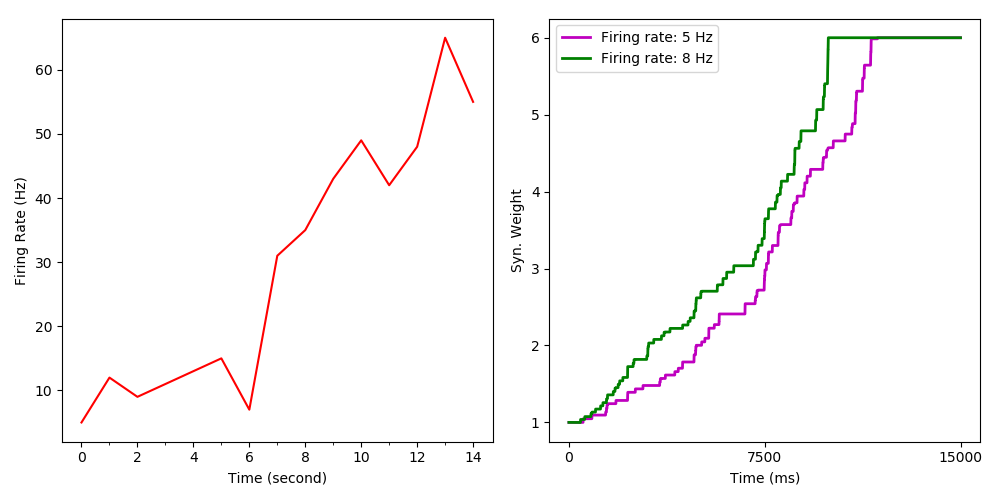 60
50
40
30
20
10
Firing Rate (Hz)
0 2 4 6 8 10 12 14
Time (second)
Firing rate: 5 Hz
Firing rate: 8 Hz
6
5
4
3
2
1
Syn. Weight
0 7500 15000
Time (ms)